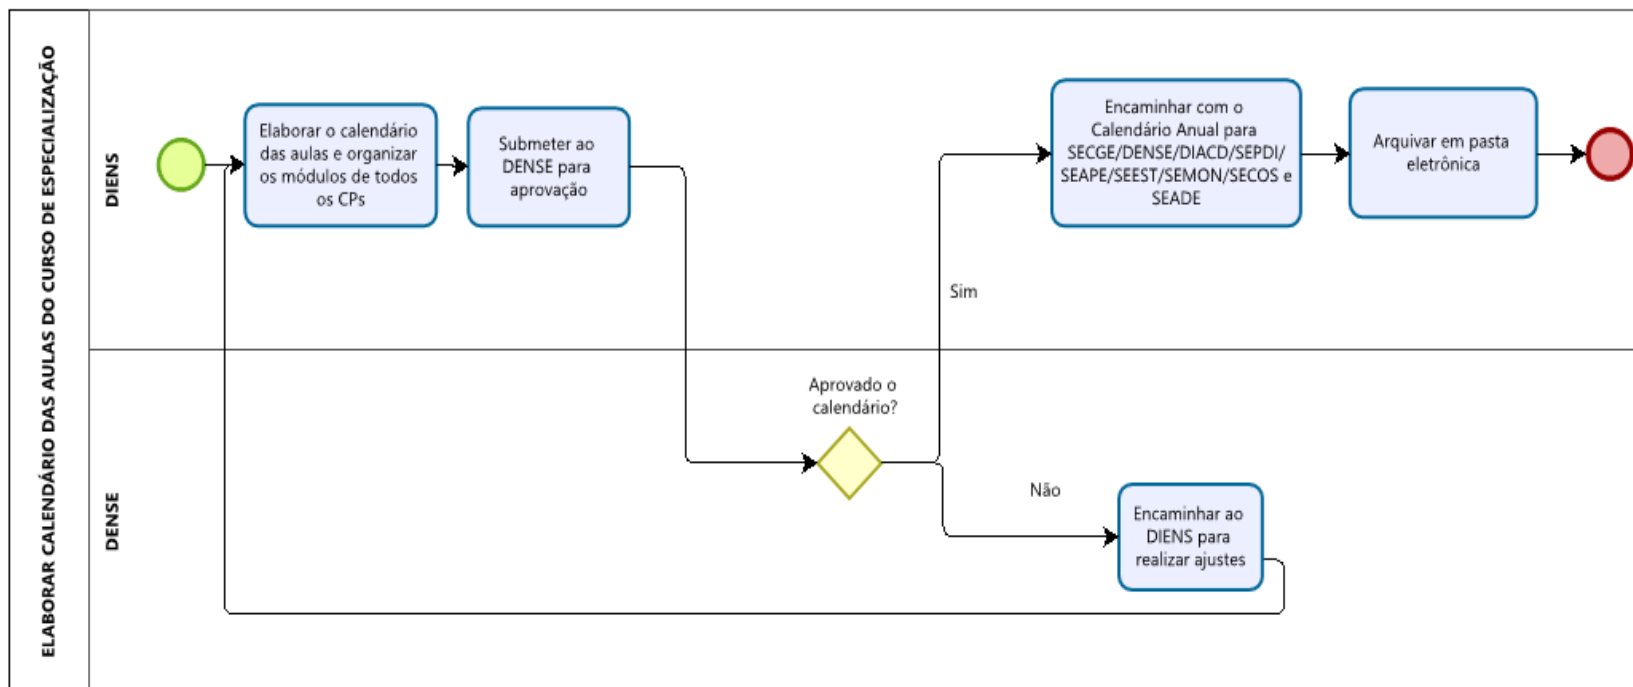 ELABORAR CALENDÁRIO DAS AULAS DO CURSO DE ESPECIALIZAÇÃO
DIENS
Elaborar o calendário
das aulas e organizar
os módulos de todos
os CPs
Submeter ao
DENSE para
aprovação
Encaminhar com o
Calendário Anual para
SECGE/DENSE/DIACD/SEPDI/
SEAPE/SEEST/SEMON/SECOS e
SEADE
Arquivar em pasta
eletrônica
Sim
DENSE
Aprovado o
calendário?
Não
Encaminhar ao
DIENS para
realizar ajustes